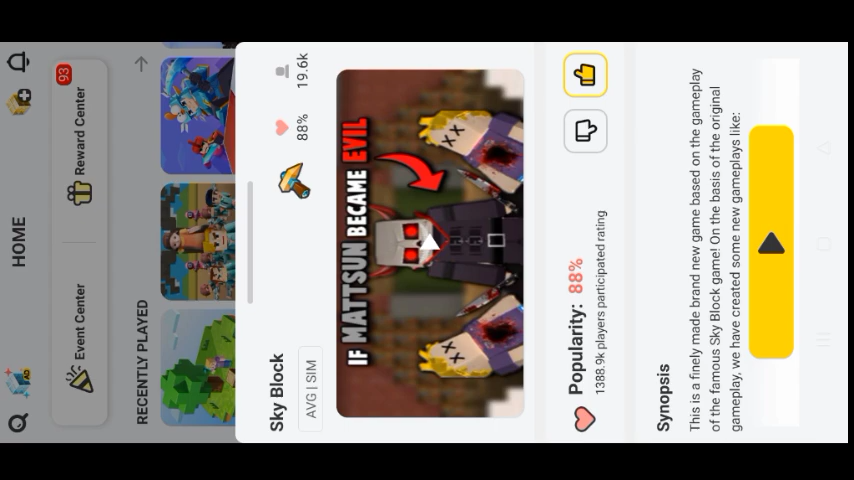 HOME
AD
Event Center
Reward Center
93
RECENTLY PLAYED
Sky Block
AVG | SIM
88%
19.6k
IF MATTSUN BECAME EVIL
Popularity: 88%
1388.9k players participated rating
Synopsis
This is a finely made brand new game based on the gameplay
of the famous Sky Block game! On the basis of the original
gameplay, we have created some new gameplays like: